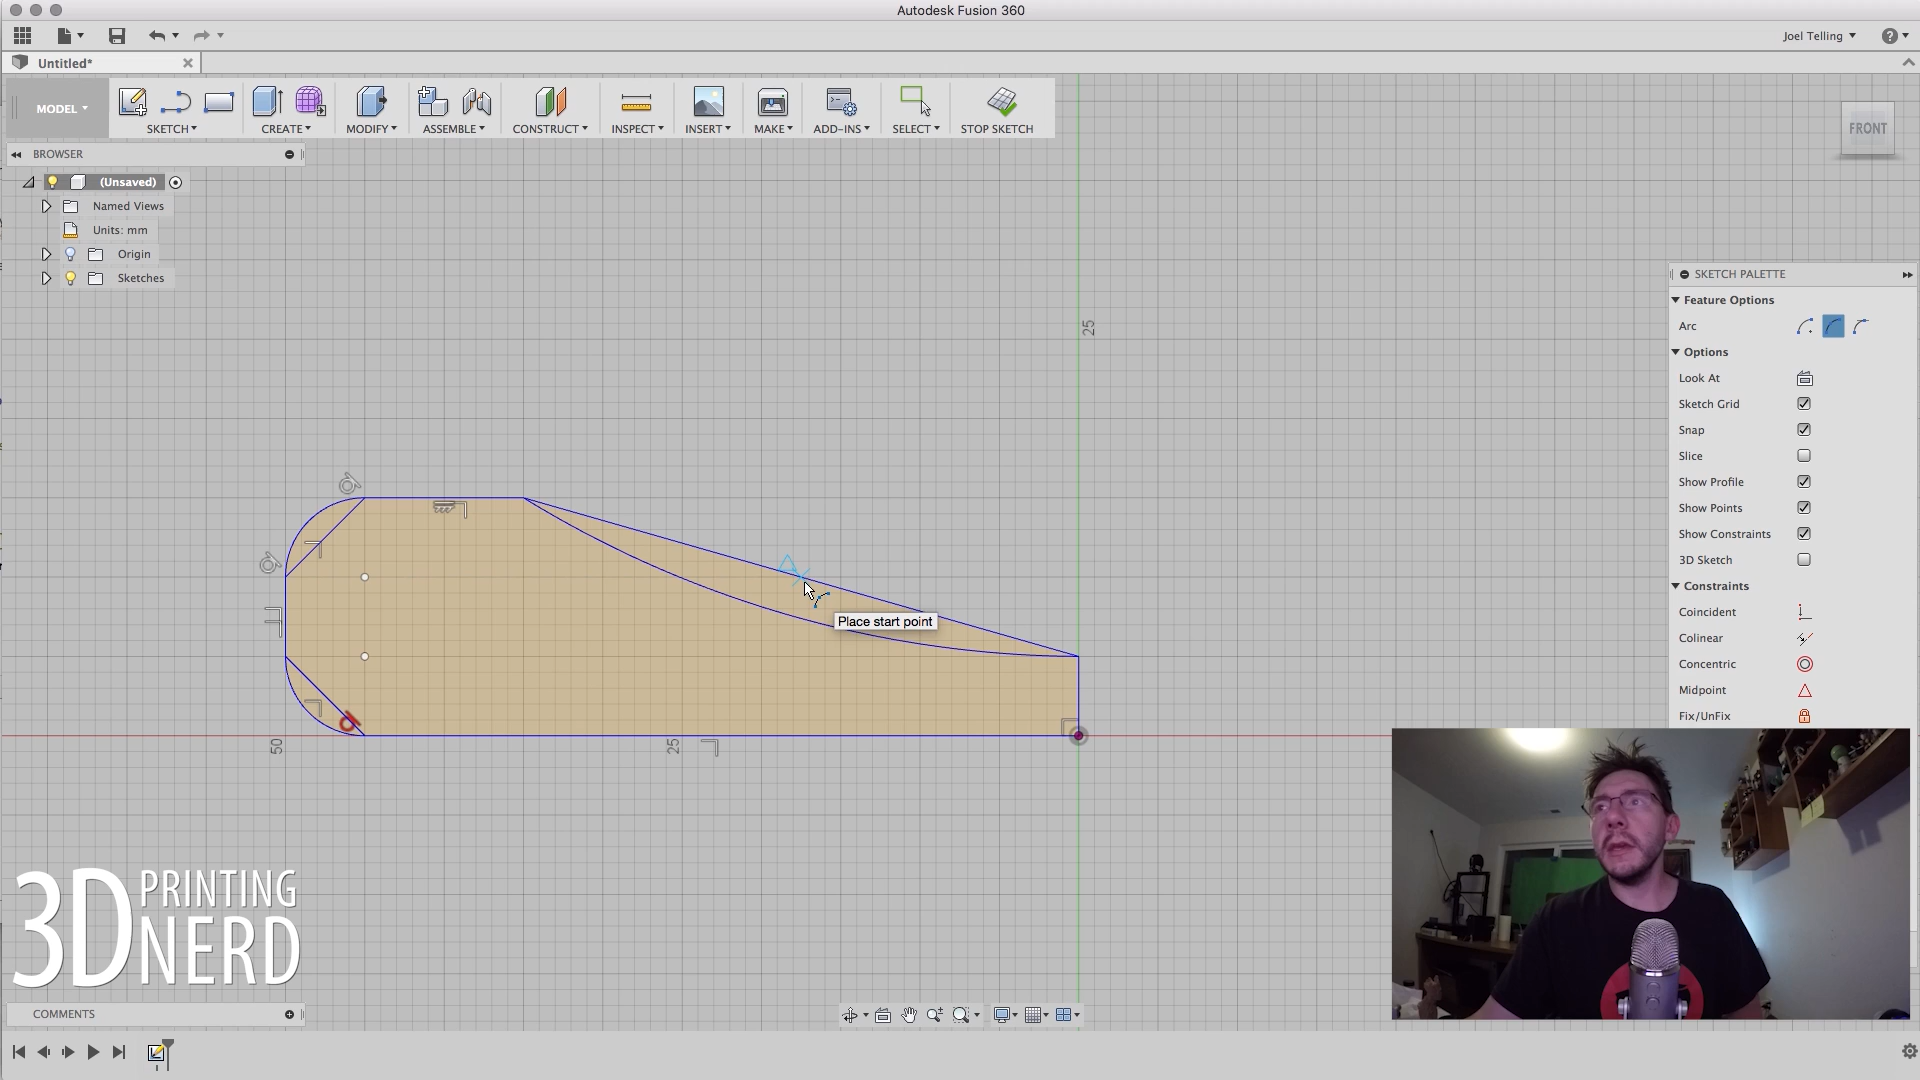 Autodesk Fusion 360
Joel Telling
Untitled*
MODEL
SKETCH
CREATE
MODIFY
ASSEMBLE
CONSTRUCT
INSPECT
INSERT
MAKE
ADD-INS
SELECT
STOP SKETCH
FRONT
BROWSER
(Unsaved)
Named Views
Units: mm
Origin
Sketches
25
SKETCH PALETTE
Feature Options
Arc
Options
Look At
Sketch Grid
Snap
Slice
Show Profile
Show Points
Show Constraints
3D Sketch
Constraints
Coincident
Colinear
Concentric
Midpoint
Fix/UnFix
Place start point
50
25
3D PRINTING
NERD
COMMENTS